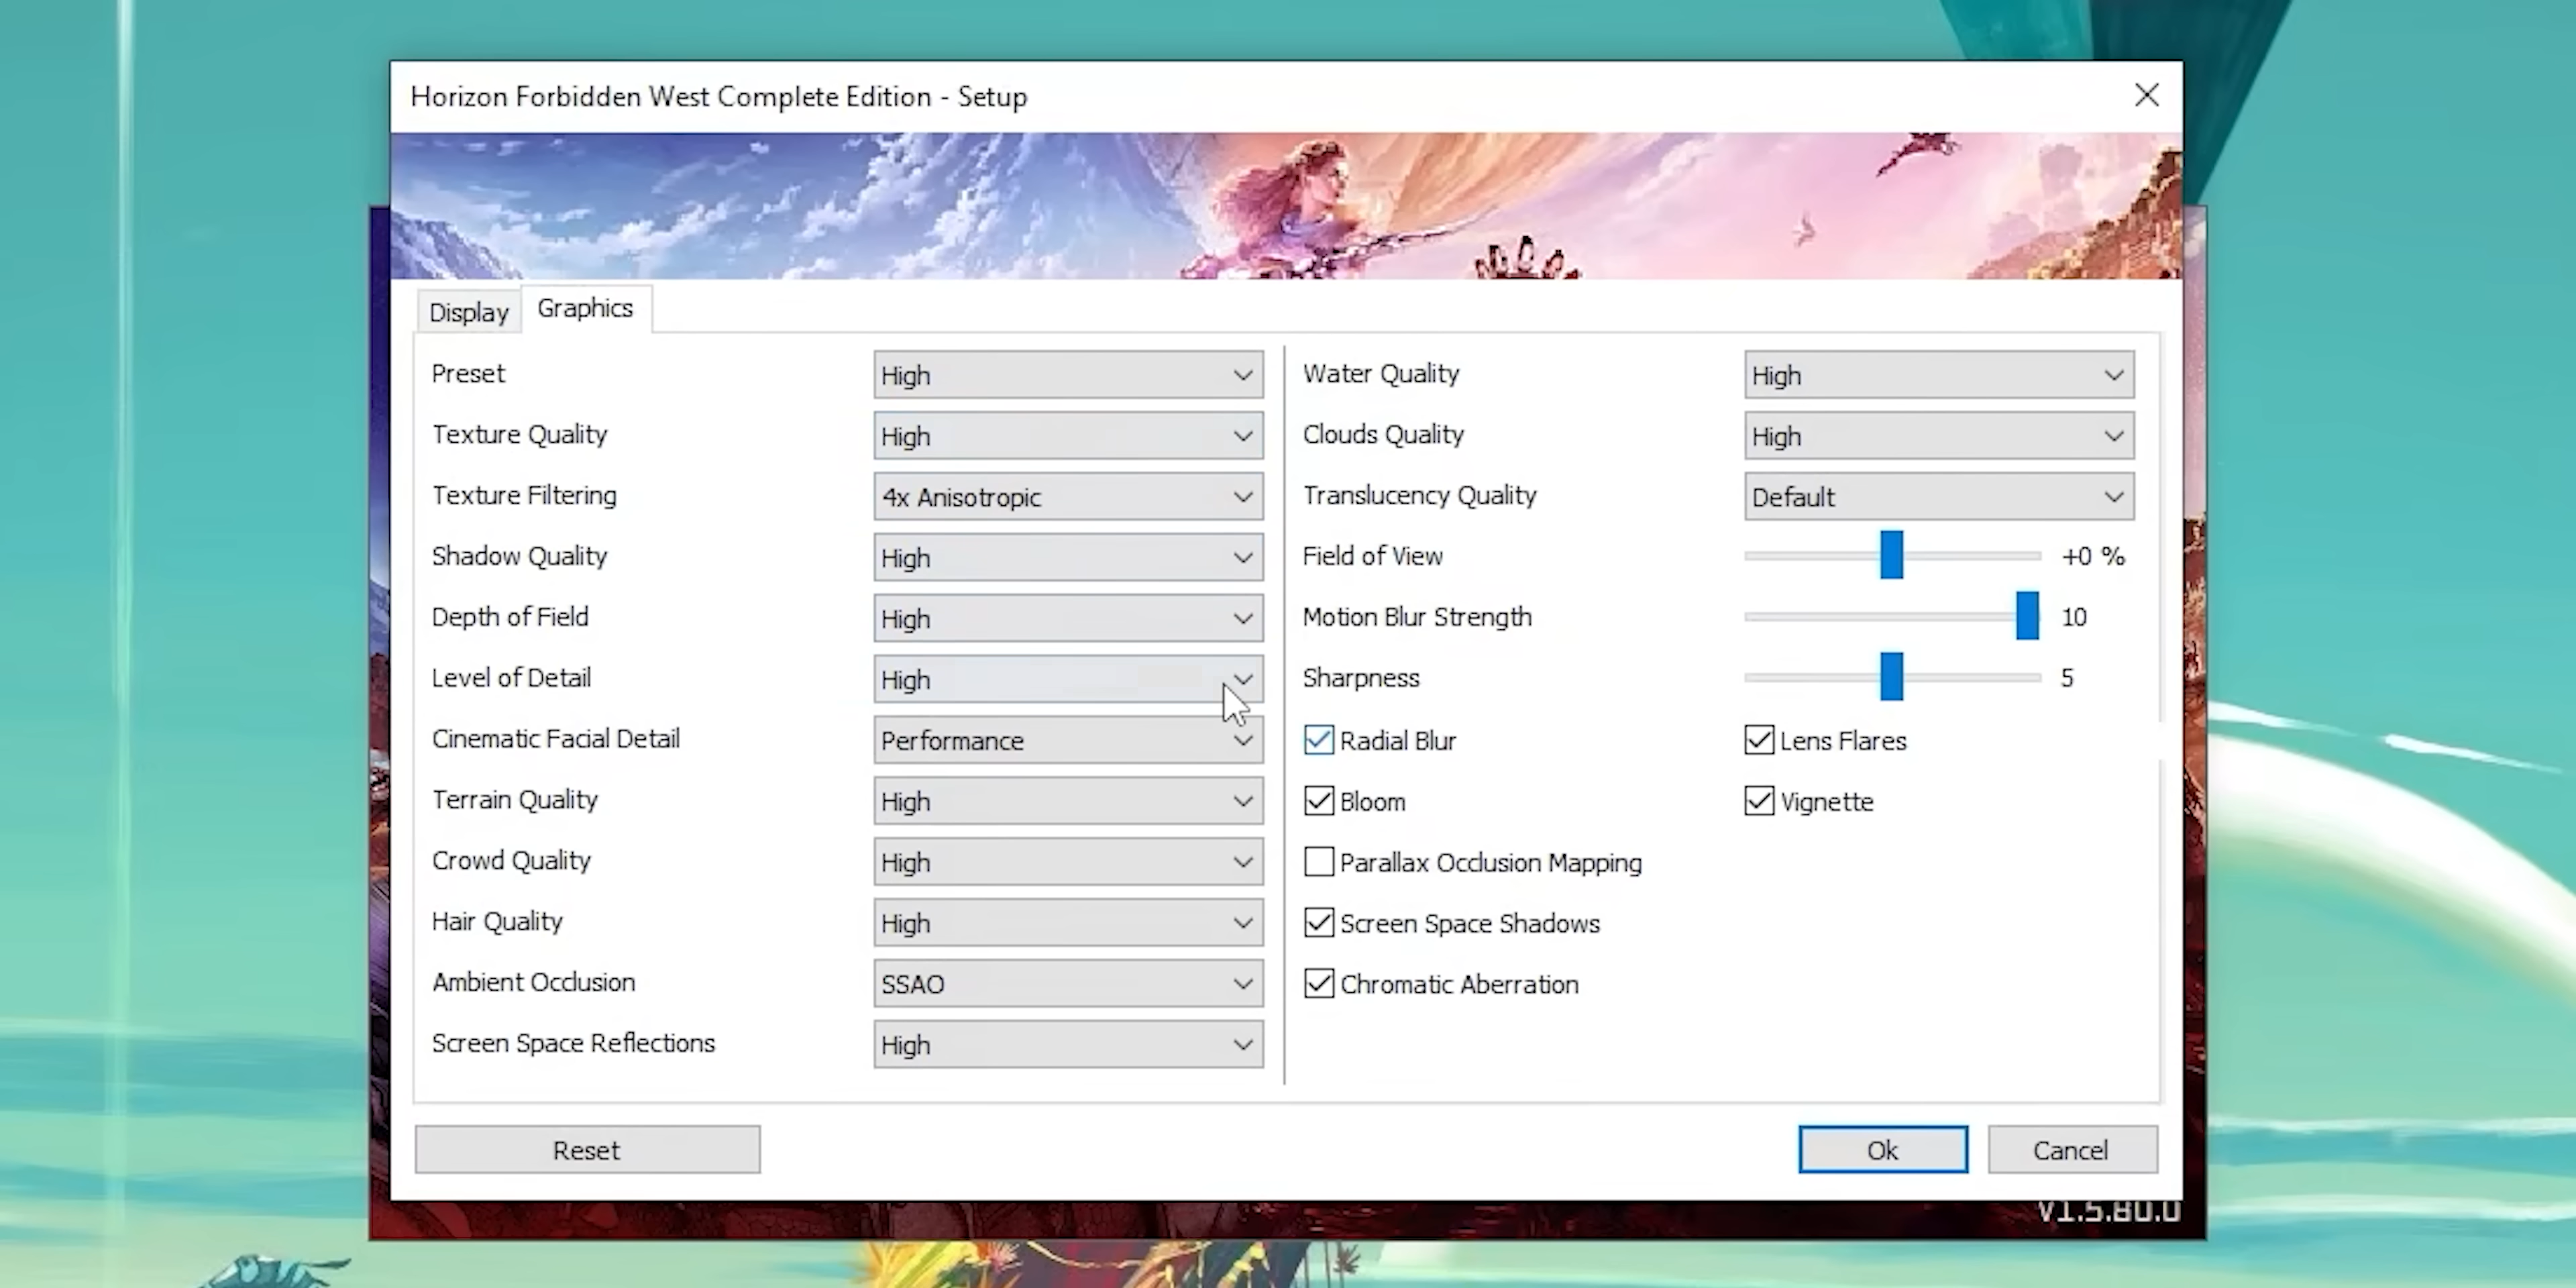 Horizon Forbidden West Complete Edition - Setup
Display
Graphics
Preset
High
Texture Quality
High
Texture Filtering
4x Anisotropic
Shadow Quality
High
Depth of Field
High
Level of Detail
High
Cinematic Facial Detail
Performance
Terrain Quality
High
Crowd Quality
High
Hair Quality
High
Ambient Occlusion
SSAO
Screen Space Reflections
High
Water Quality
High
Clouds Quality
High
Translucency Quality
Default
Field of View
+0 %
Motion Blur Strength
10
Sharpness
5
Radial Blur
Lens Flares
Bloom
Vignette
Parallax Occlusion Mapping
Screen Space Shadows
Chromatic Aberration
Reset
Ok
Cancel
v1.5.80.0